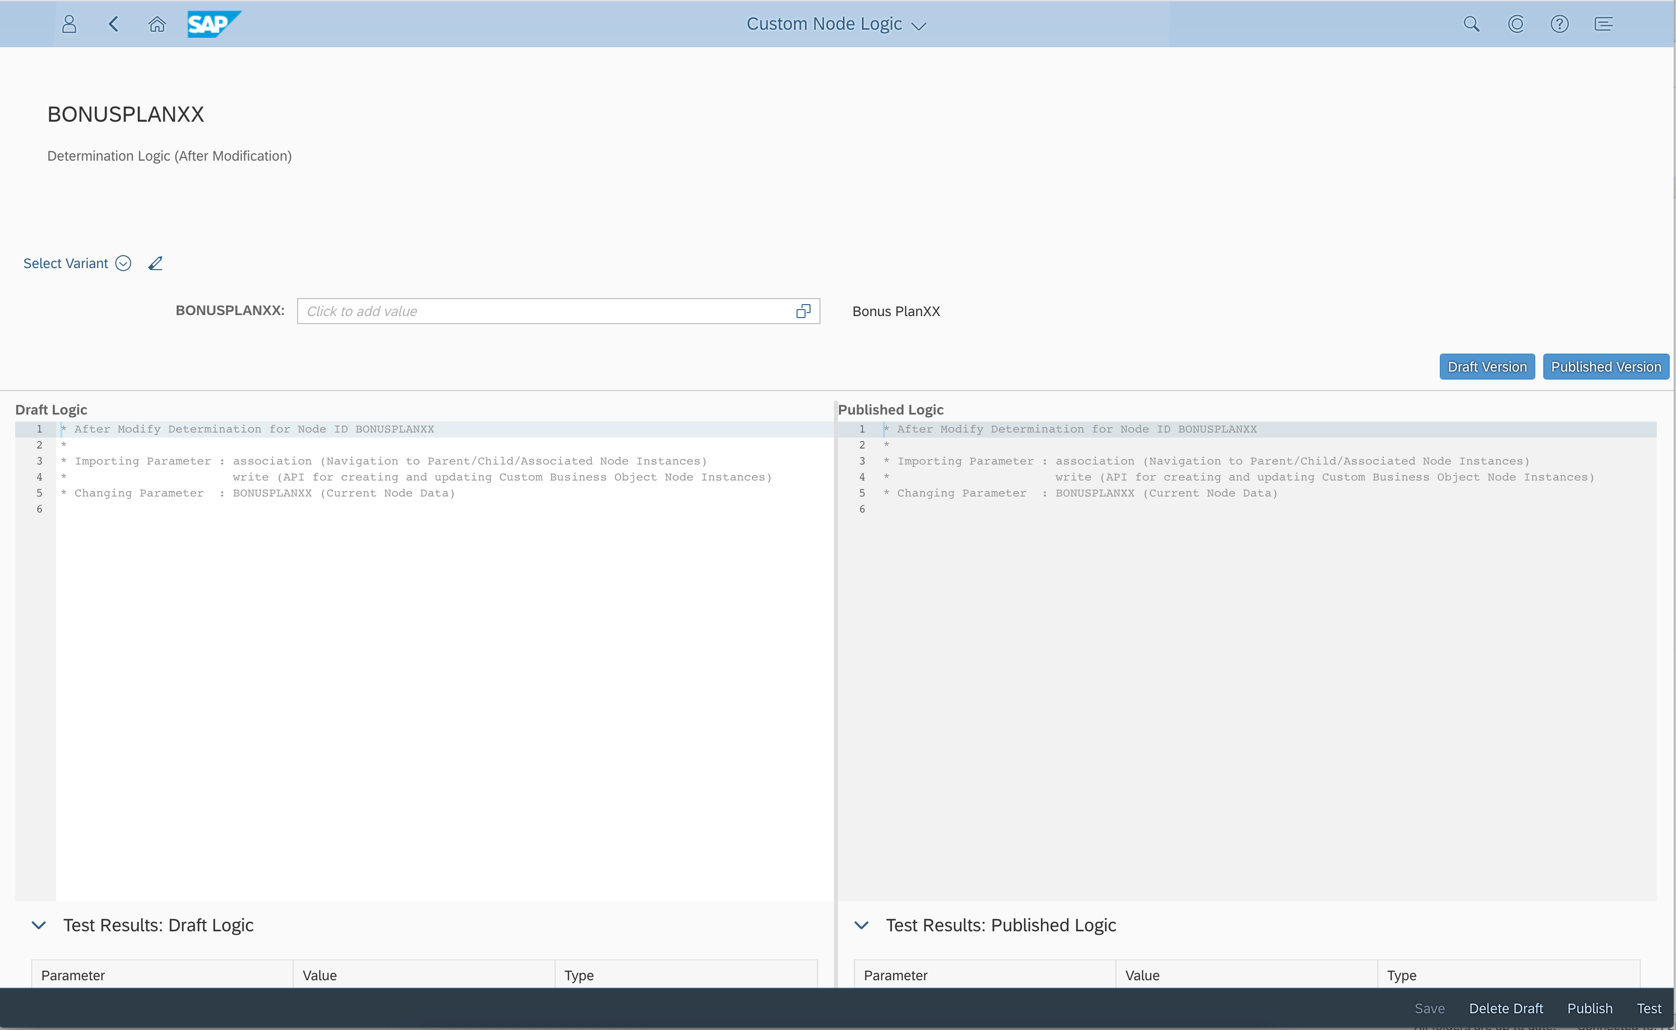 SAP
Custom Node Logic
BONUSPLANXX
Determination Logic (After Modification)
Select Variant
BONUSPLANXX: Click to add value Bonus PlanXX
Draft Version Published Version
Draft Logic
1 * After Modify Determination for Node ID BONUSPLANXX
2 *
3 * Importing Parameter : association (Navigation to Parent/Child/Associated Node Instances)
4 * write (API for creating and updating Custom Business Object Node Instances)
5 * Changing Parameter : BONUSPLANXX (Current Node Data)
6
Published Logic
1 * After Modify Determination for Node ID BONUSPLANXX
2 *
3 * Importing Parameter : association (Navigation to Parent/Child/Associated Node Instances)
4 * write (API for creating and updating Custom Business Object Node Instances)
5 * Changing Parameter : BONUSPLANXX (Current Node Data)
6
Test Results: Draft Logic
Parameter Value Type
Test Results: Published Logic
Parameter Value Type
Save Delete Draft Publish Test